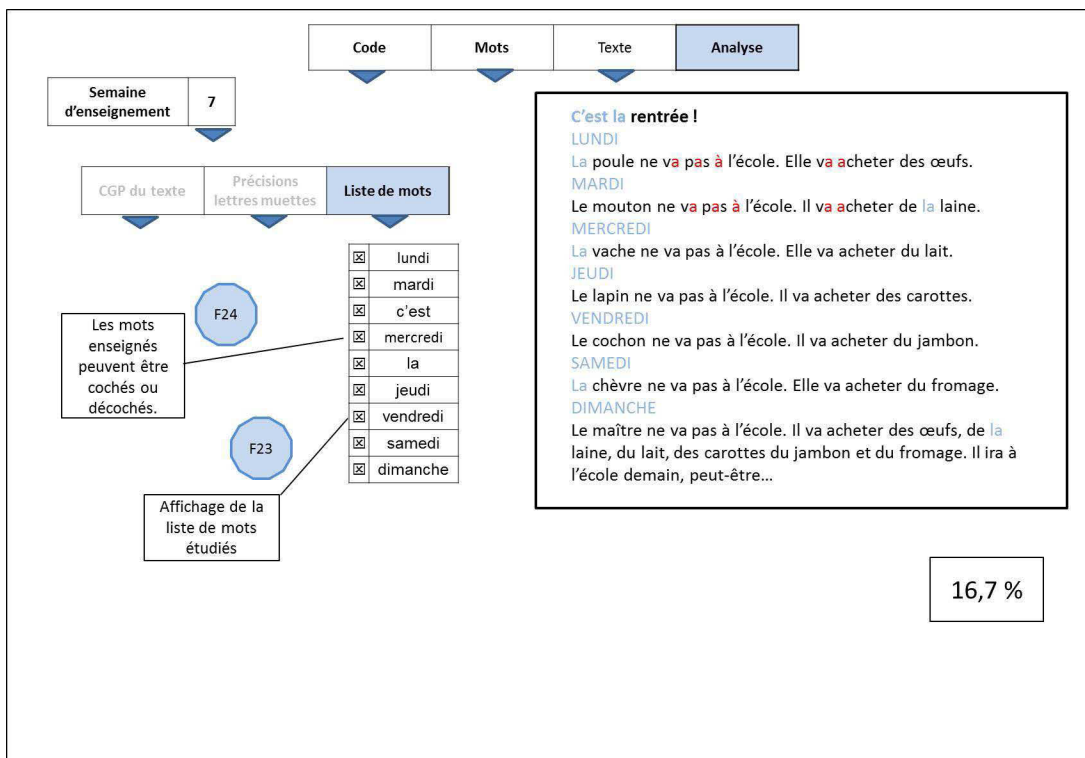 Code Mots Texte Analyse
Semaine
d'enseignement
7
CGP du texte
Précisions
lettres muettes
Liste de mots
☒ lundi
☒ mardi
☒ c'est
☒ mercredi
☒ la
☒ jeudi
☒ vendredi
☒ samedi
☒ dimanche
F24
Les mots
enseignés
peuvent être
cochés ou
décochés.
F23
Affichage de la
liste de mots
étudiés
C'est la rentrée !
LUNDI
La poule ne va pas à l'école. Elle va acheter des œufs.
MARDI
Le mouton ne va pas à l'école. Il va acheter de la laine.
MERCREDI
La vache ne va pas à l'école. Elle va acheter du lait.
JEUDI
Le lapin ne va pas à l'école. Il va acheter des carottes.
VENDREDI
Le cochon ne va pas à l'école. Il va acheter du jambon.
SAMEDI
La chèvre ne va pas à l'école. Elle va acheter du fromage.
DIMANCHE
Le maître ne va pas à l'école. Il va acheter des œufs, de la
laine, du lait, des carottes du jambon et du fromage. Il ira à
l'école demain, peut-être…
16,7 %